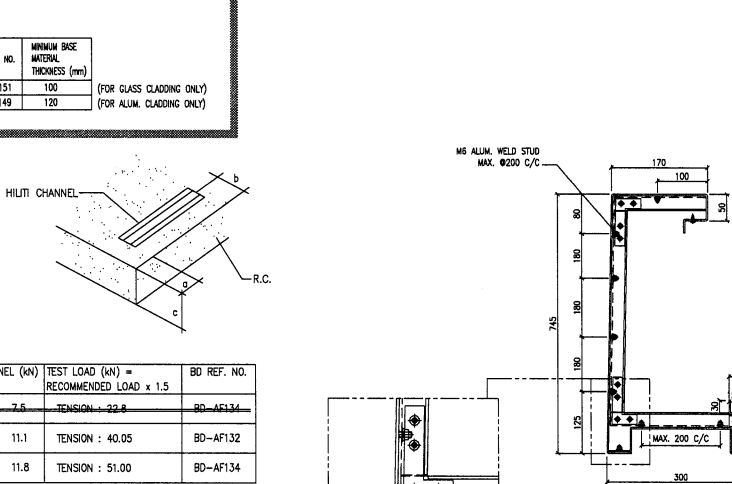 NO.
MINIMUM BASE
MATERIAL
THICKNESS (mm)
151 100 (FOR GLASS CLADDING ONLY)
149 120 (FOR ALUM. CLADDING ONLY)
HILITI CHANNEL
b
a
c
R.C.
NEL (kN)
TEST LOAD (kN) =
RECOMMENDED LOAD x 1.5
BD REF. NO.
7.5 TENSION : 22.8 BD-AF134
11.1 TENSION : 40.05 BD-AF132
11.8 TENSION : 51.00 BD-AF134
M6 ALUM. WELD STUD
MAX. @200 C/C
170
100
50
80
180
180
180
745
125
30
MAX. 200 C/C
300